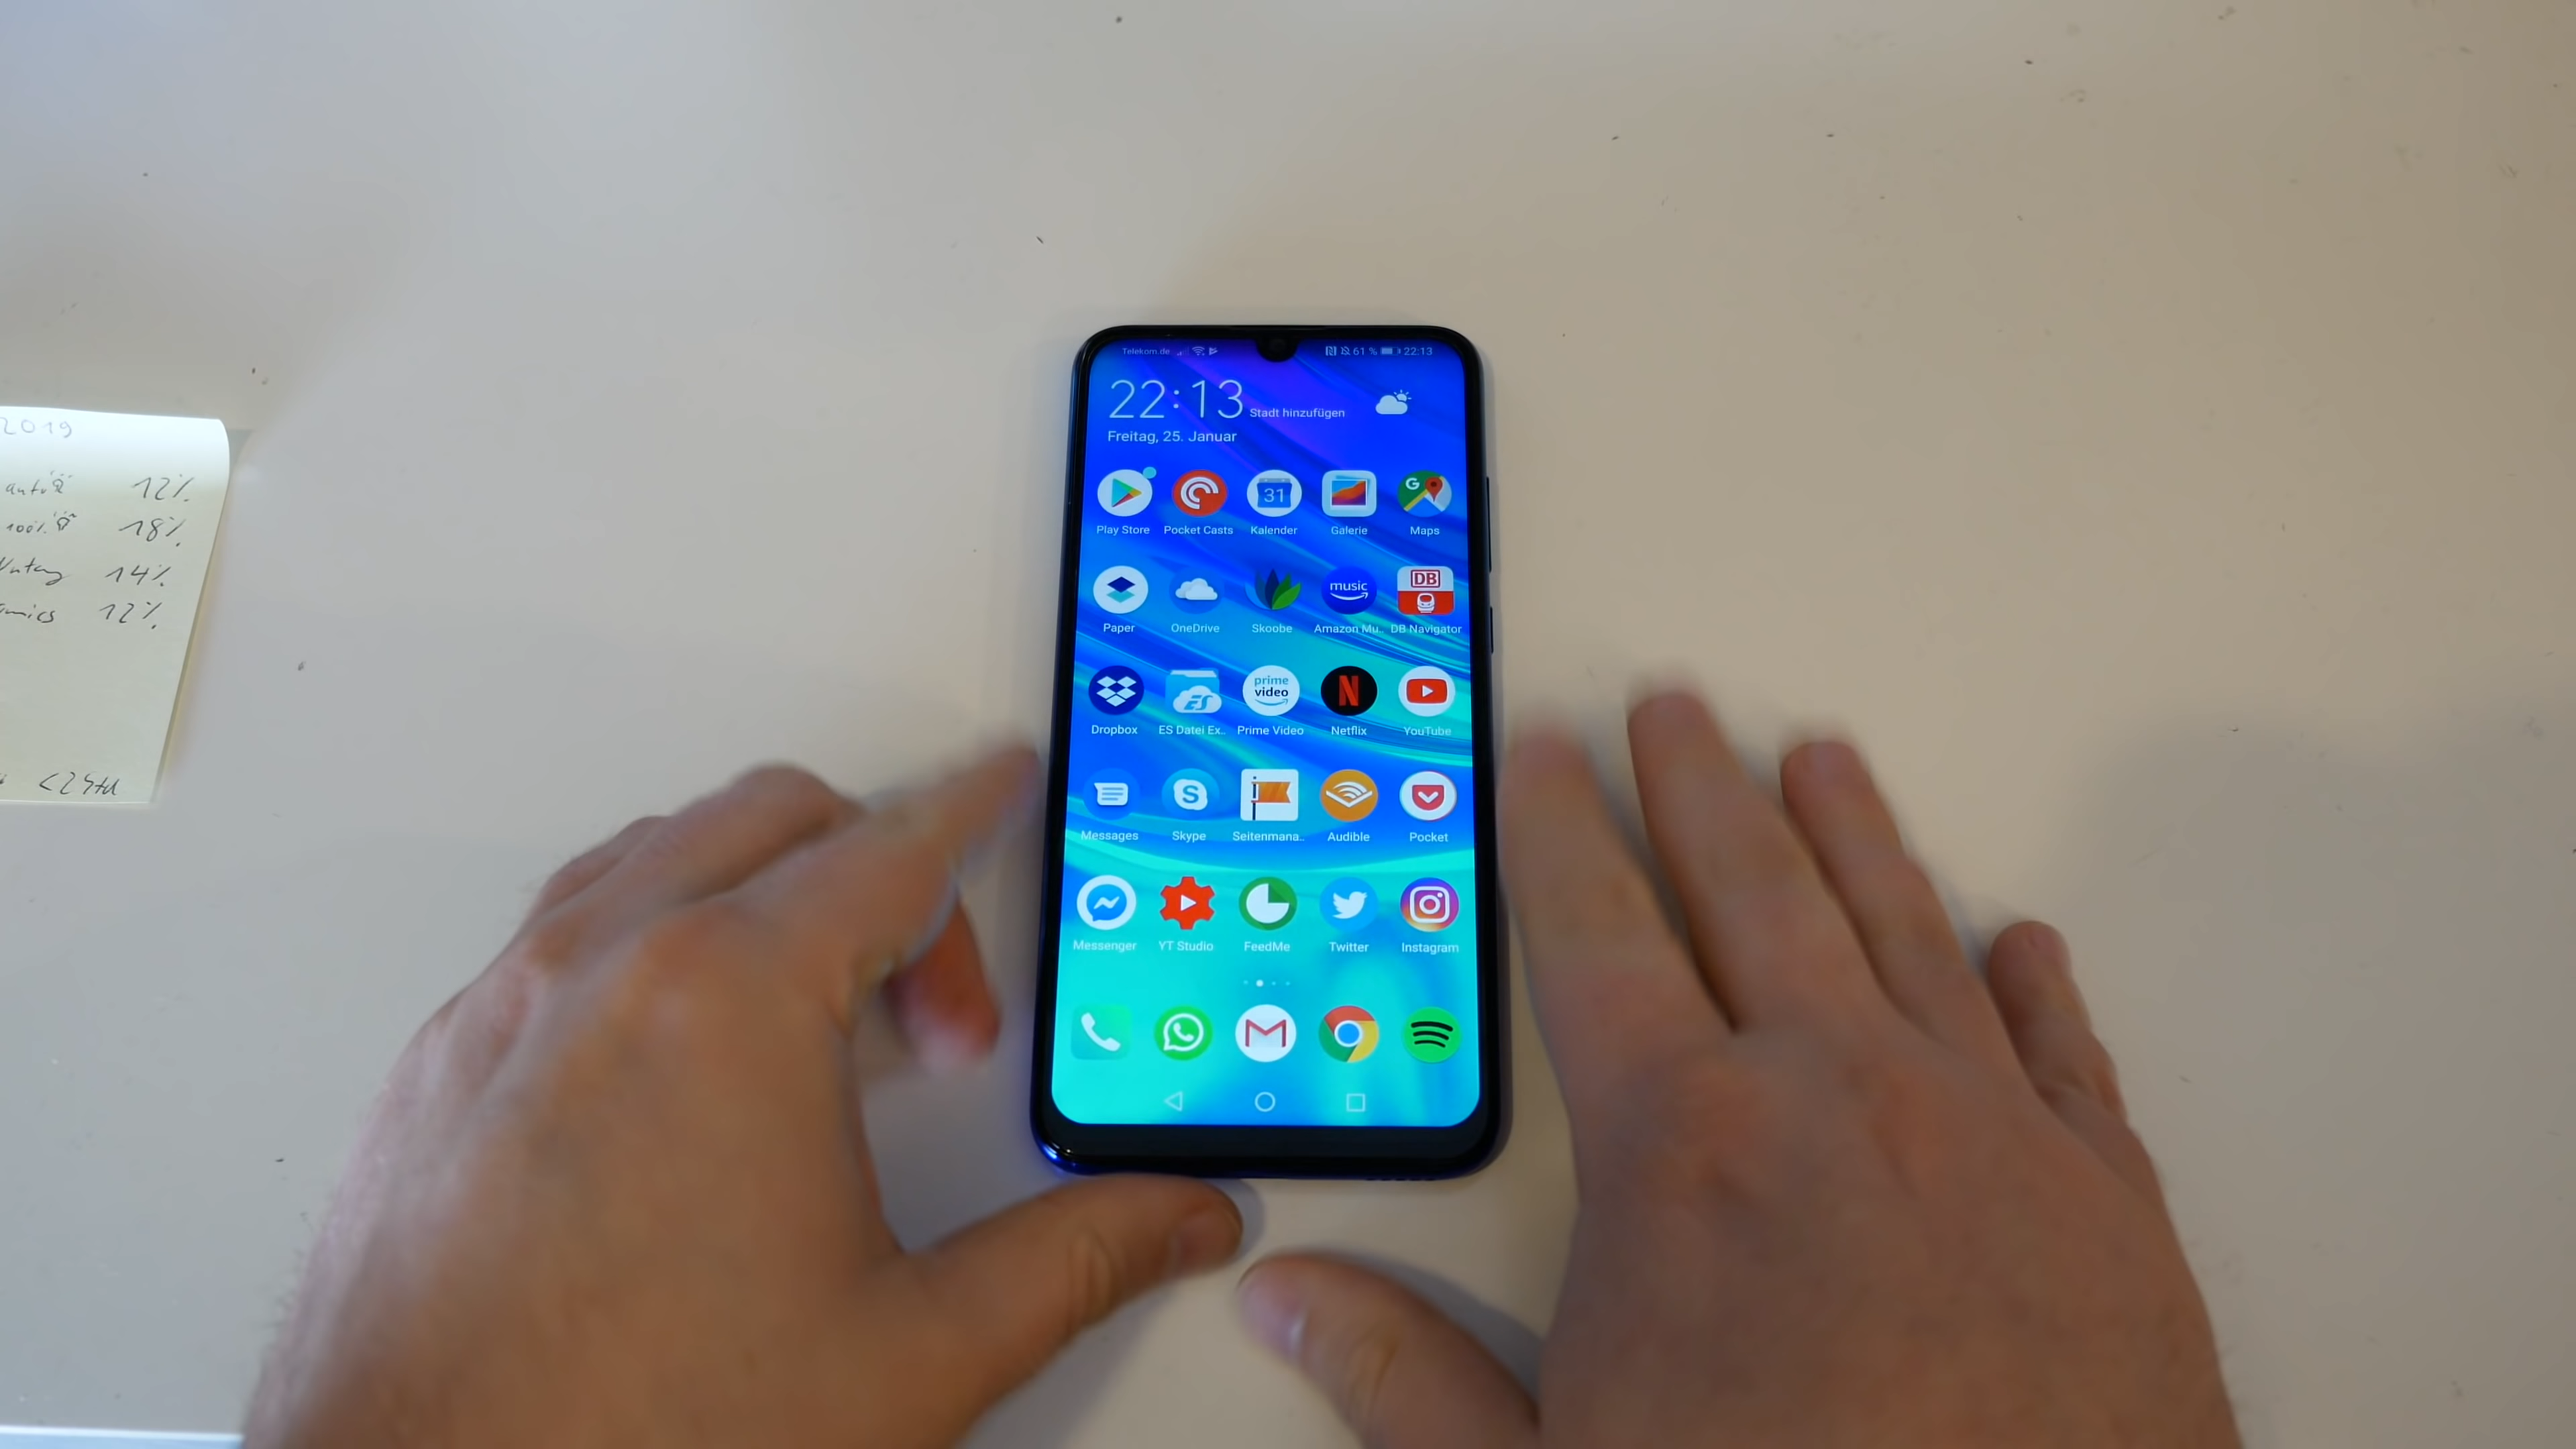 2019
12%
100%. 18%
14%
12%
Telekom.de 61 % 22:13
22:13 Stadt hinzufügen
Freitag, 25. Januar
31
G
Play Store Pocket Casts Kalender Galerie Maps
music
DB
Paper OneDrive Skoobe Amazon Mu.. DB Navigator
ES
prime
video
N
Dropbox ES Datei Ex.. Prime Video Netflix YouTube
S
Messages Skype Seitenmana.. Audible Pocket
Messenger YT Studio FeedMe Twitter Instagram